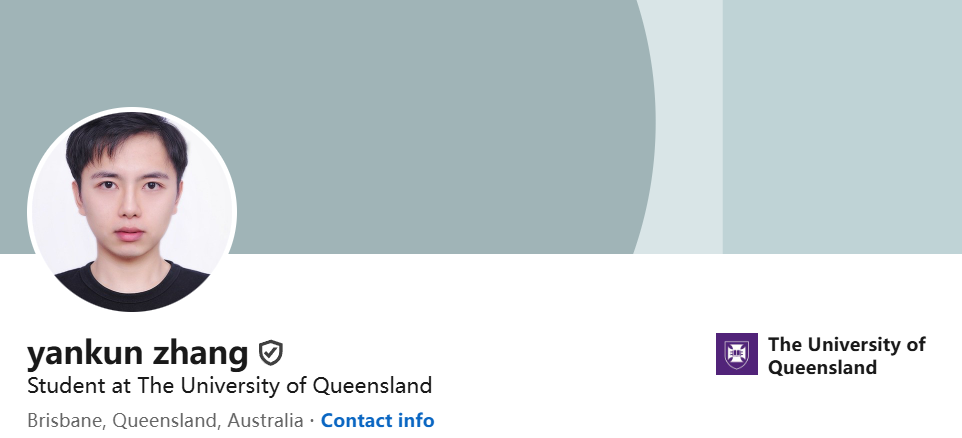 yankun zhang
Student at The University of Queensland
Brisbane, Queensland, Australia · Contact info
The University of
Queensland